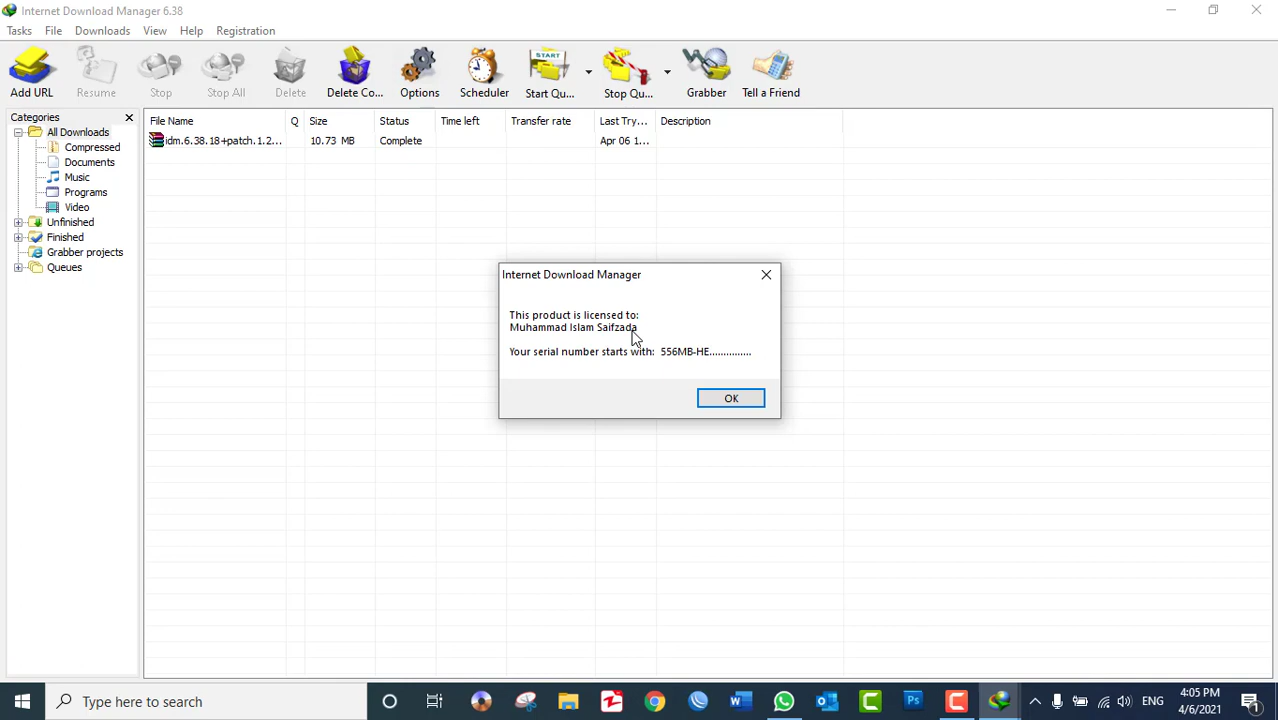 Internet Download Manager 6.38
Tasks File Downloads View Help Registration
Add URL Resume Stop Stop All Delete Delete Co... Options Scheduler Start Qu... Stop Qu... Grabber Tell a Friend
Categories
All Downloads
Compressed
Documents
Music
Programs
Video
Unfinished
Finished
Grabber projects
Queues
File Name Q Size Status Time left Transfer rate Last Try... Description
idm.6.38.18+patch.1.2... 10.73 MB Complete Apr 06 1...
Internet Download Manager
This product is licensed to:
Muhammad Islam Saifzada
Your serial number starts with: 556MB-HE..............
OK
Type here to search
ENG
4:05 PM
4/6/2021
1